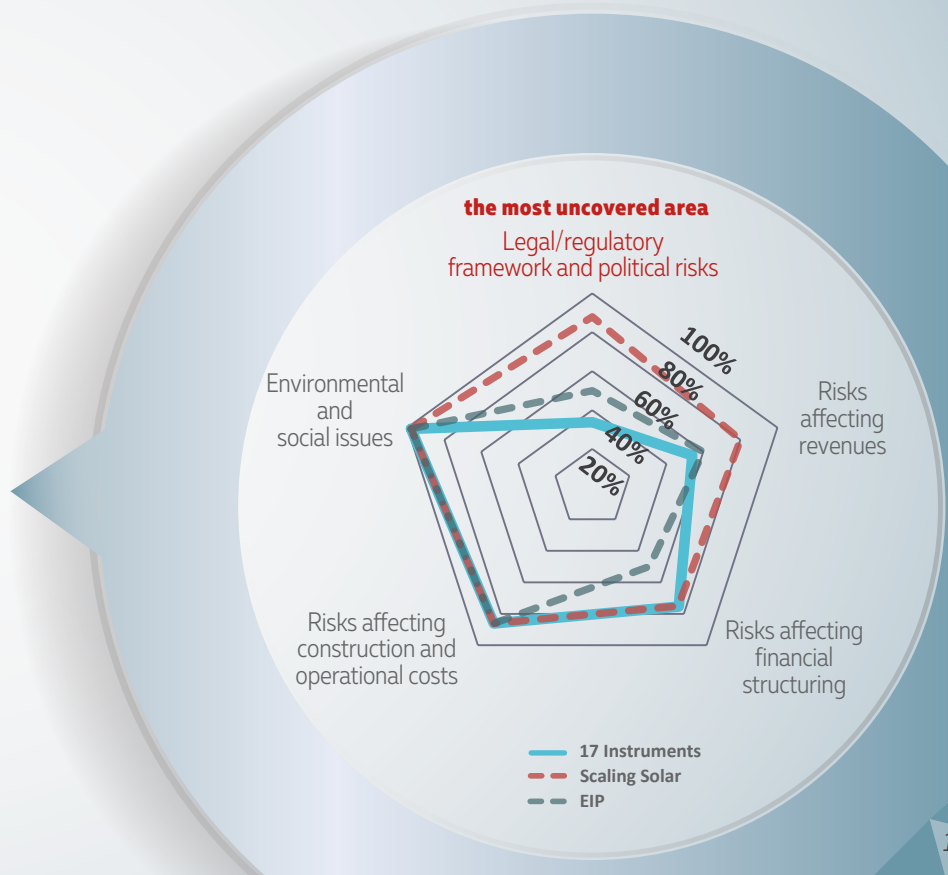 the most uncovered area
Legal/regulatory
framework and political risks
100%
80%
60%
40%
20%
Environmental
and
social issues
Risks
affecting
revenues
Risks affecting
construction and
operational costs
Risks affecting
financial
structuring
17 Instruments
Scaling Solar
EIP